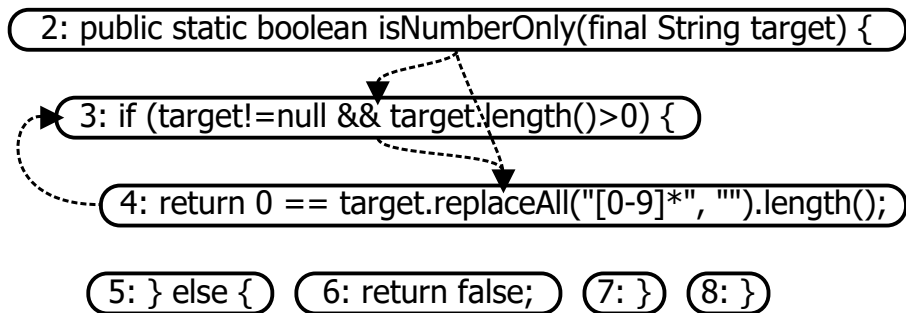 2: public static boolean isNumberOnly(final String target) {
3: if (target!=null && target.length()>0) {
4: return 0 == target.replaceAll("[0-9]*", "").length();
5: } else { 6: return false; 7: } 8: }